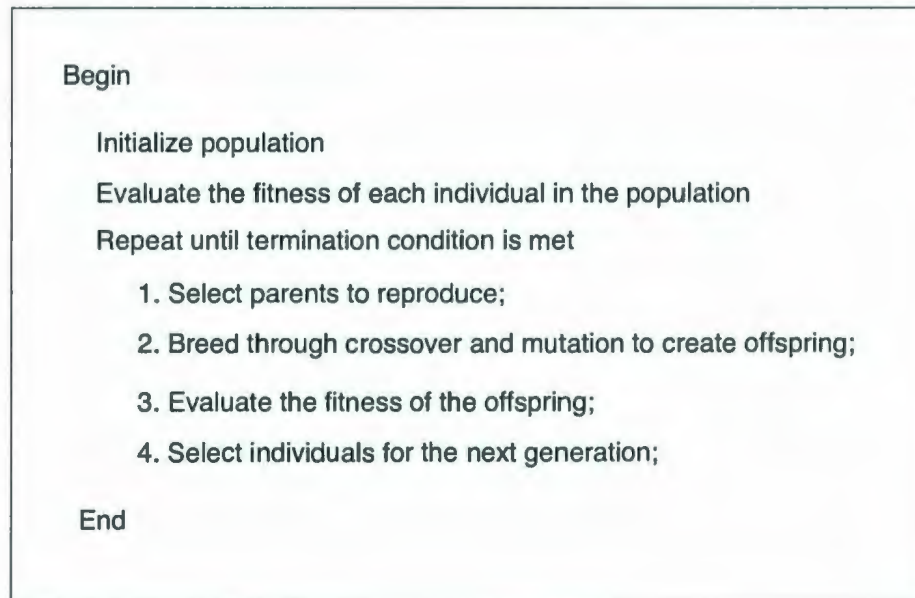 Begin
Initialize population
Evaluate the fitness of each individual in the population
Repeat until termination condition is met
1. Select parents to reproduce;
2. Breed through crossover and mutation to create offspring;
3. Evaluate the fitness of the offspring;
4. Select individuals for the next generation;
End